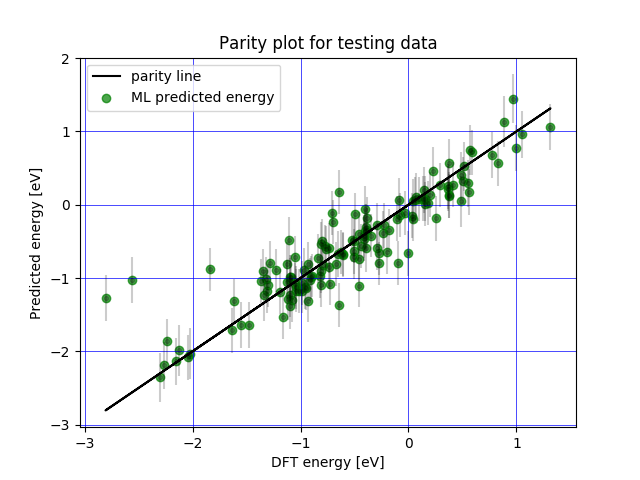 Parity plot for testing data
parity line
ML predicted energy
2
1
0
−1
−2
−3
Predicted energy [eV]
−3
−2
−1
0
1
DFT energy [eV]